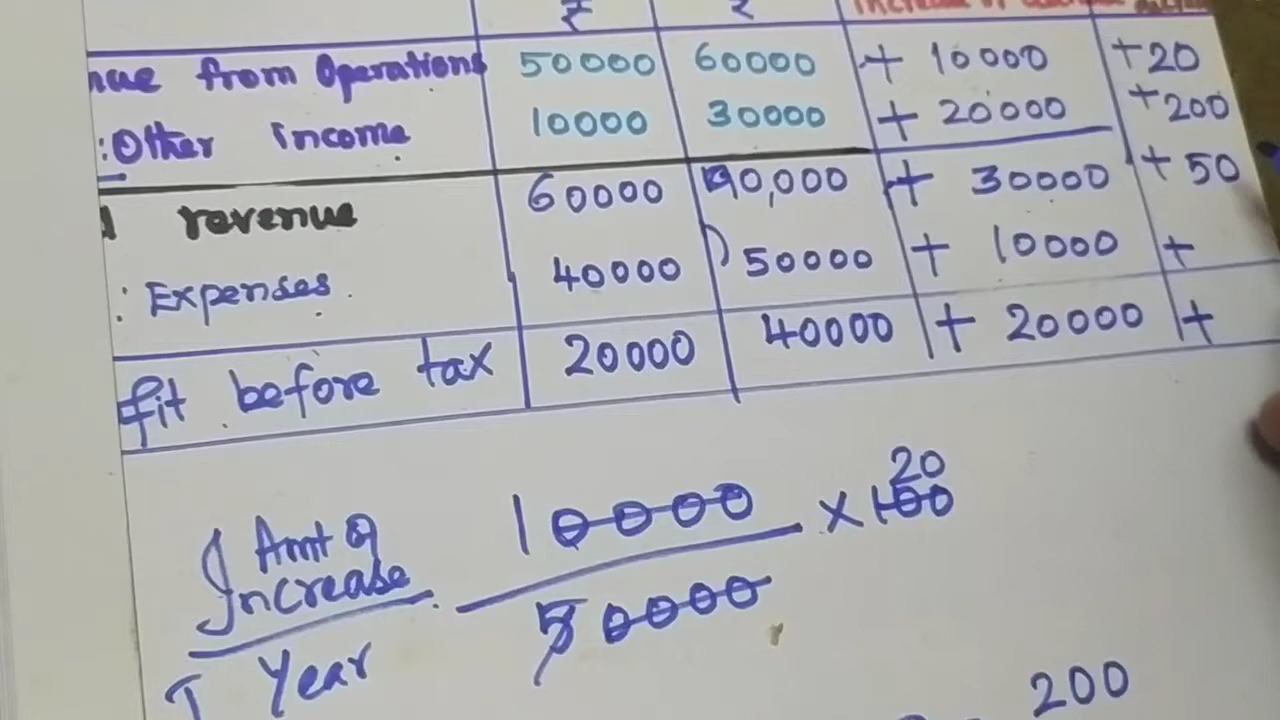 ₹ ₹
nue from Operations 50000 60000 + 10000 +20
:Other Income 10000 30000 + 20000 +200
revenue 60000 90,000 + 30000 +50
: Expenses 40000 50000 + 10000 +
fit before tax 20000 40000 + 20000 +
20
Amt of 10000 × 100
Increase
50000
I Year
200